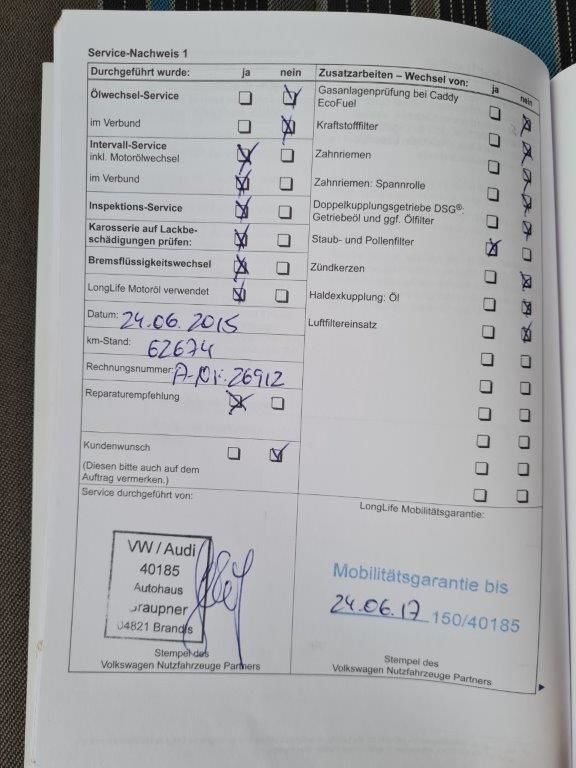 Service-Nachweis 1
Durchgeführt wurde: ja nein
Ölwechsel-Service
im Verbund
Intervall-Service
inkl. Motorölwechsel
im Verbund
Inspektions-Service
Karosserie auf Lackbe-
schädigungen prüfen:
Bremsflüssigkeitswechsel
LongLife Motoröl verwendet
Datum: 24.06.2015
km-Stand: 62674
Rechnungsnummer: A-Nr. 26912
Reparaturempfehlung
Kundenwunsch
(Diesen bitte auch auf dem
Auftrag vermerken.)
Service durchgeführt von:
VW / Audi
40185
Autohaus
raupner
04821 Brandis
Stempel des
Volkswagen Nutzfahrzeuge Partners
Zusatzarbeiten – Wechsel von: ja nein
Gasanlagenprüfung bei Caddy
EcoFuel
Kraftstofffilter
Zahnriemen
Zahnriemen: Spannrolle
Doppelkupplungsgetriebe DSG®:
Getriebeöl und ggf. Ölfilter
Staub- und Pollenfilter
Zündkerzen
Haldexkupplung: Öl
Luftfiltereinsatz
LongLife Mobilitätsgarantie:
Mobilitätsgarantie bis
24.06.17 150/40185
Stempel des
Volkswagen Nutzfahrzeuge Partners